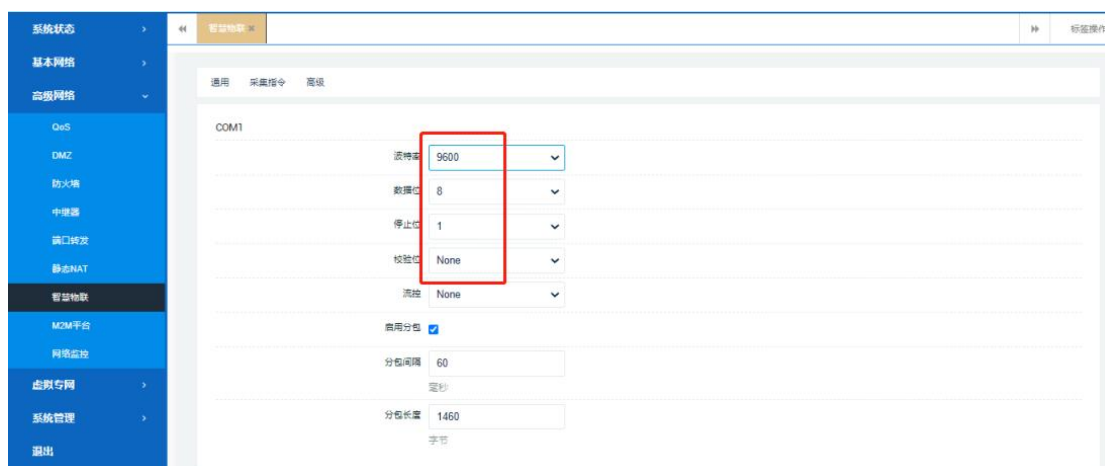 系统状态
智慧物联
标签操作
基本网络
高级网络
通用 采集指令 高级
QoS
DMZ
防火墙
中继器
端口转发
静态NAT
智慧物联
M2M平台
网络监控
虚拟专网
系统管理
退出
COM1
波特率 9600
数据位 8
停止位 1
校验位 None
流控 None
启用分包
分包间隔 60
毫秒
分包长度 1460
字节